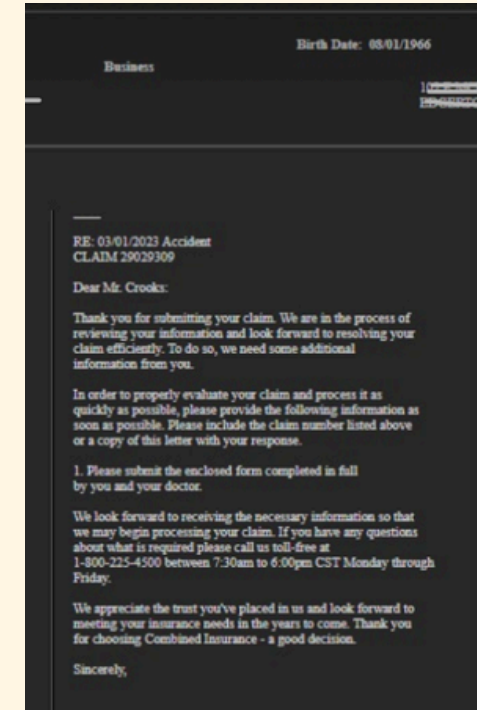 Birth Date: 08/01/1966
Business
RE: 03/01/2023 Accident
CLAIM 29029309
Dear Mr. Crooks:
Thank you for submitting your claim. We are in the process of
reviewing your information and look forward to resolving your
claim efficiently. To do so, we need some additional
information from you.
In order to properly evaluate your claim and process it as
quickly as possible, please provide the following information as
soon as possible. Please include the claim number listed above
or a copy of this letter with your response.
1. Please submit the enclosed form completed in full
by you and your doctor.
We look forward to receiving the necessary information so that
we may begin processing your claim. If you have any questions
about what is required please call us toll-free at
1-800-225-4500 between 7:30am to 6:00pm CST Monday through
Friday.
We appreciate the trust you've placed in us and look forward to
meeting your insurance needs in the years to come. Thank you
for choosing Combined Insurance - a good decision.
Sincerely,